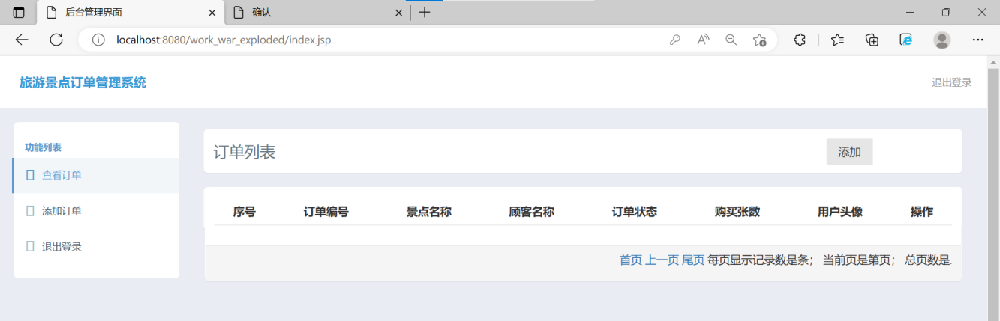 后台管理界面 确认
localhost:8080/work_war_exploded/index.jsp
旅游景点订单管理系统 退出登录
功能列表
查看订单
添加订单
退出登录
订单列表 添加
序号 订单编号 景点名称 顾客名称 订单状态 购买张数 用户头像 操作
首页 上一页 尾页 每页显示记录数是条； 当前页是第页； 总页数是.